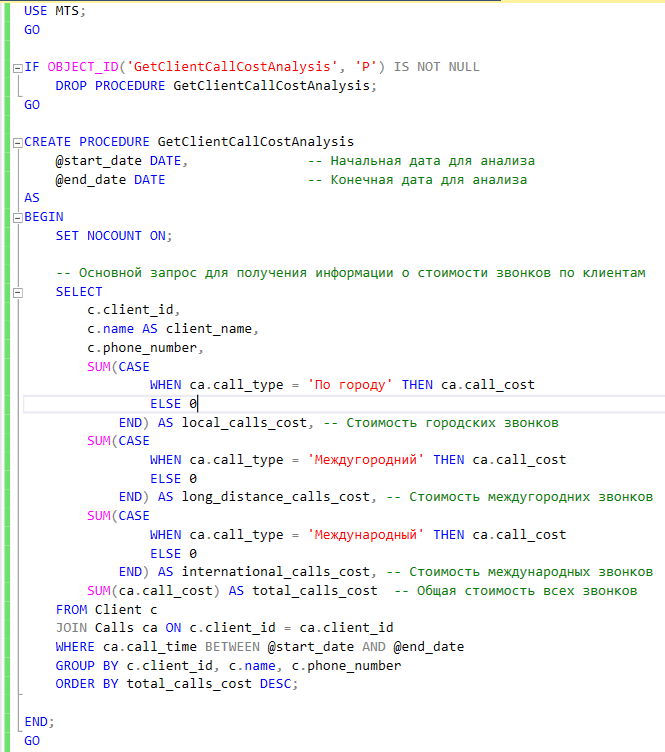 USE MTS;
GO
IF OBJECT_ID('GetClientCallCostAnalysis', 'P') IS NOT NULL
    DROP PROCEDURE GetClientCallCostAnalysis;
GO
CREATE PROCEDURE GetClientCallCostAnalysis
    @start_date DATE,               -- Начальная дата для анализа
    @end_date DATE                  -- Конечная дата для анализа
AS
BEGIN
    SET NOCOUNT ON;
    -- Основной запрос для получения информации о стоимости звонков по клиентам
    SELECT
        c.client_id,
        c.name AS client_name,
        c.phone_number,
        SUM(CASE
                WHEN ca.call_type = 'По городу' THEN ca.call_cost
                ELSE 0
            END) AS local_calls_cost, -- Стоимость городских звонков
        SUM(CASE
                WHEN ca.call_type = 'Междугородний' THEN ca.call_cost
                ELSE 0
            END) AS long_distance_calls_cost, -- Стоимость междугородних звонков
        SUM(CASE
                WHEN ca.call_type = 'Международный' THEN ca.call_cost
                ELSE 0
            END) AS international_calls_cost, -- Стоимость международных звонков
        SUM(ca.call_cost) AS total_calls_cost  -- Общая стоимость всех звонков
    FROM Client c
    JOIN Calls ca ON c.client_id = ca.client_id
    WHERE ca.call_time BETWEEN @start_date AND @end_date
    GROUP BY c.client_id, c.name, c.phone_number
    ORDER BY total_calls_cost DESC;
END;
GO